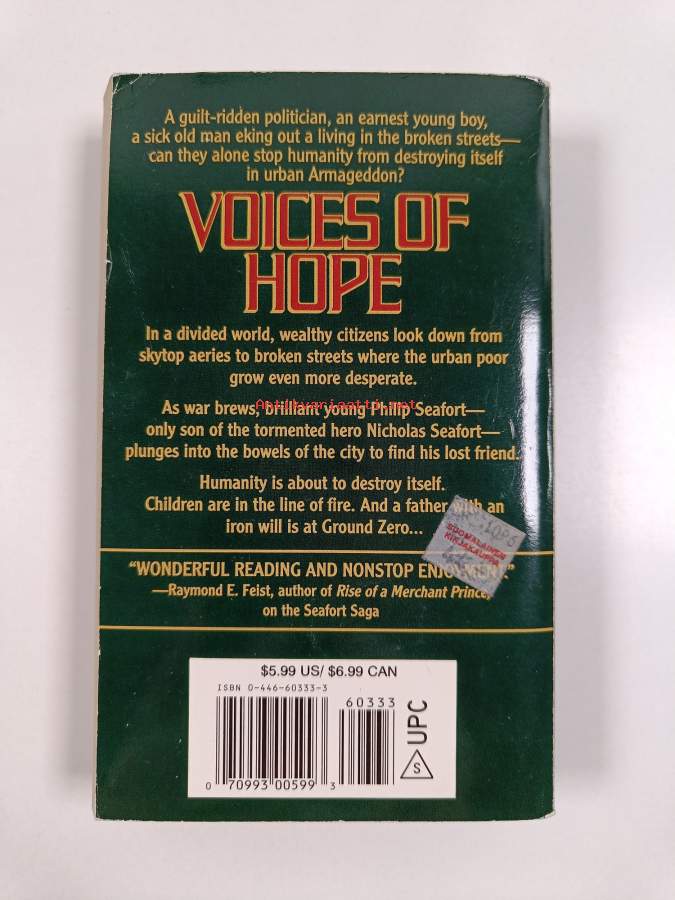 A guilt-ridden politician, an earnest young boy,
a sick old man eking out a living in the broken streets—
can they alone stop humanity from destroying itself
in urban Armageddon?
VOICES OF
HOPE
In a divided world, wealthy citizens look down from
skytop aeries to broken streets where the urban poor
grow even more desperate.
Antikvariaatti.net
As war brews, brilliant young Philip Seafort—
only son of the tormented hero Nicholas Seafort—
plunges into the bowels of the city to find his lost friend.
Humanity is about to destroy itself.
Children are in the line of fire. And a father with an
iron will is at Ground Zero...
SUOMALAINEN
KIRJAKAUPPA
"WONDERFUL READING AND NONSTOP ENJOYMENT."
—Raymond E. Feist, author of Rise of a Merchant Prince,
on the Seafort Saga
$5.99 US/ $6.99 CAN
ISBN 0-446-60333-3
60333
0 70993 00599 3
S UPC